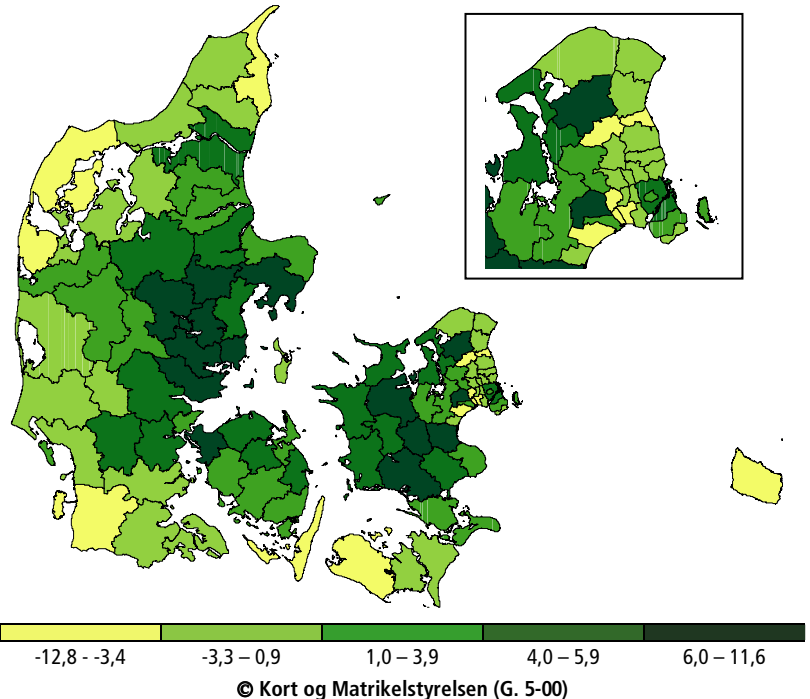 -12,8 - -3,4
-3,3 – 0,9
1,0 – 3,9
4,0 – 5,9
6,0 – 11,6
© Kort og Matrikelstyrelsen (G. 5-00)